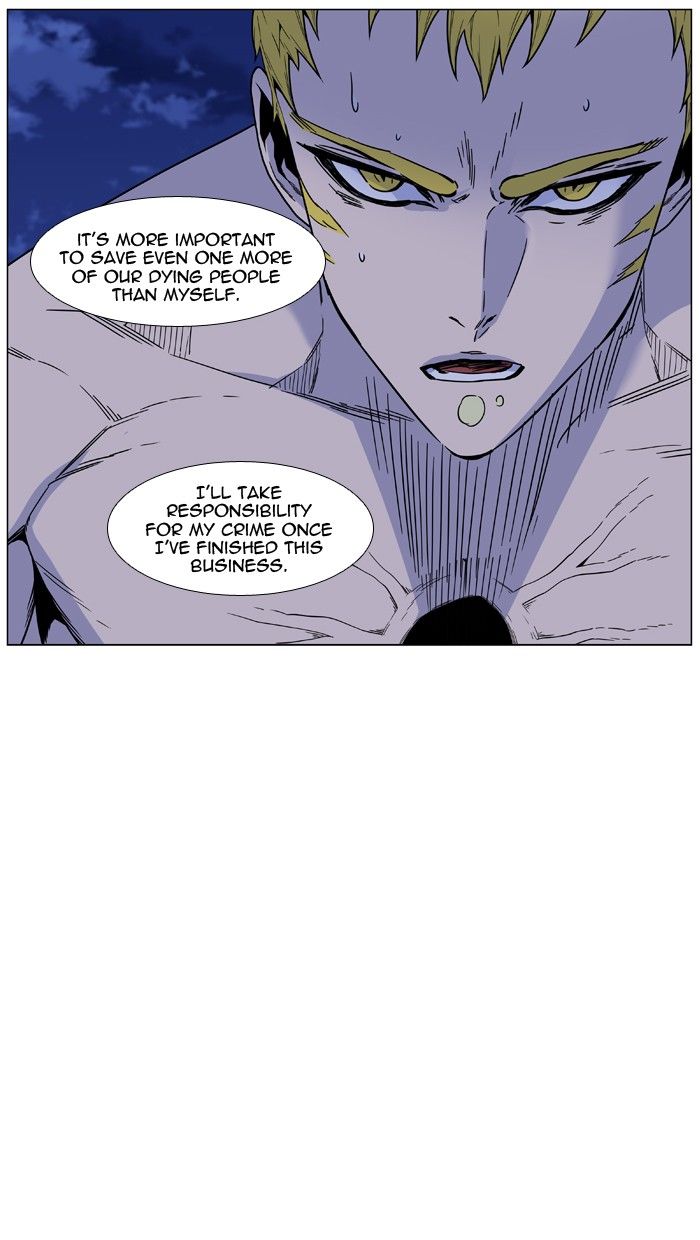 IT'S MORE IMPORTANT
TO SAVE EVEN ONE MORE
OF OUR DYING PEOPLE
THAN MYSELF.
I'LL TAKE
RESPONSIBILITY
FOR MY CRIME ONCE
I'VE FINISHED THIS
BUSINESS.